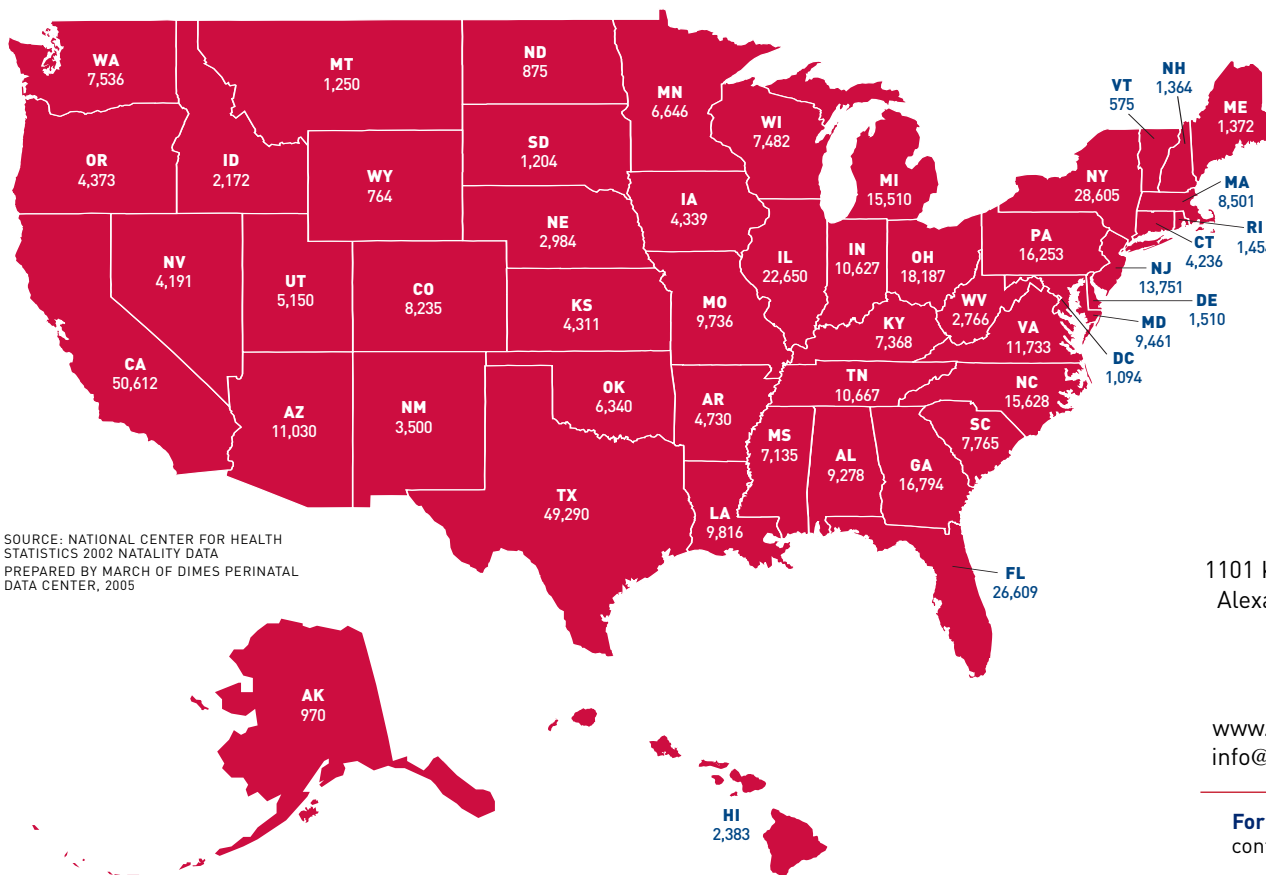 WA
7,536
MT
1,250
ND
875
MN
6,646
WI
7,482
MI
15,510
VT
575
NH
1,364
ME
1,372
OR
4,373
ID
2,172
WY
764
SD
1,204
IA
4,339
NE
2,984
NY
28,605
MA
8,501
RI
CT
4,236
PA
16,253
NJ
13,751
DE
1,510
MD
9,461
DC
1,094
NV
4,191
UT
5,150
CO
8,235
KS
4,311
MO
9,736
IL
22,650
IN
10,627
OH
18,187
WV
2,766
VA
11,733
KY
7,368
CA
50,612
AZ
11,030
NM
3,500
OK
6,340
AR
4,730
TN
10,667
NC
15,628
SC
7,765
MS
7,135
AL
9,278
GA
16,794
TX
49,290
LA
9,816
FL
26,609
SOURCE: NATIONAL CENTER FOR HEALTH
STATISTICS 2002 NATALITY DATA
PREPARED BY MARCH OF DIMES PERINATAL
DATA CENTER, 2005
AK
970
HI
2,383
1101
Alexa
www.
info@
For